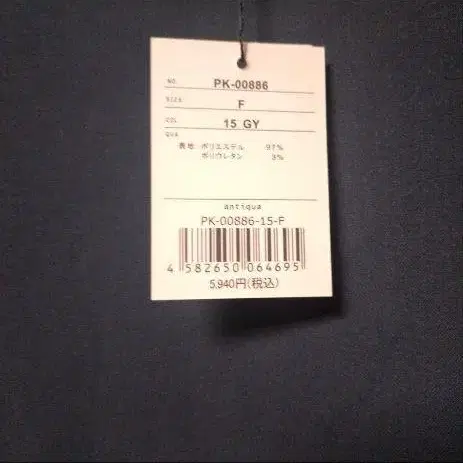 NO. PK-00886
SIZE F
COL 15 GY
QUA
表地 ポリエステル 97%
ポリウレタン 3%
antiqua
PK-00886-15-F
4 582650 064695
5,940円(税込)